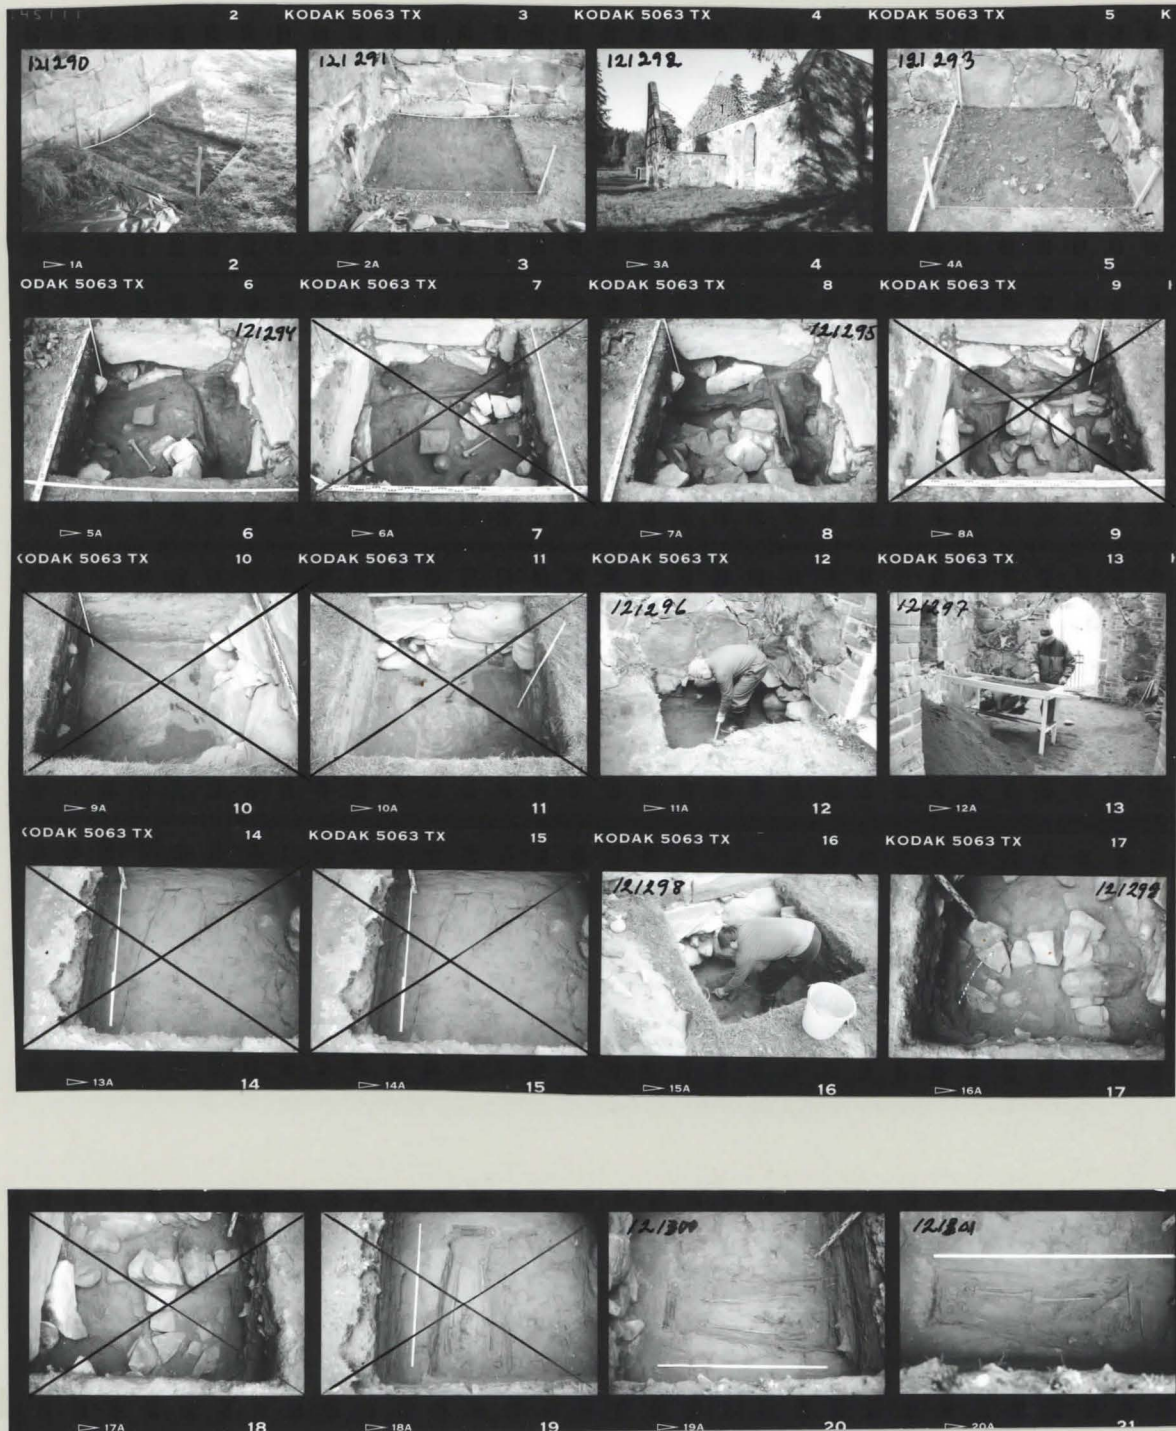 2 KODAK 5063 TX 3 KODAK 5063 TX 4 KODAK 5063 TX 5 K
121290 121291 121292 121293
1A 2 2A 3 3A 4 4A 5
ODAK 5063 TX 6 KODAK 5063 TX 7 KODAK 5063 TX 8 KODAK 5063 TX 9
121294 121295
5A 6 6A 7 7A 8 8A 9
KODAK 5063 TX 10 KODAK 5063 TX 11 KODAK 5063 TX 12 KODAK 5063 TX 13
121296 121297
9A 10 10A 11 11A 12 12A 13
KODAK 5063 TX 14 KODAK 5063 TX 15 KODAK 5063 TX 16 KODAK 5063 TX 17
121298 121299
13A 14 14A 15 15A 16 16A 17
121300 121301
17A 18 18A 19 19A 20 20A 21